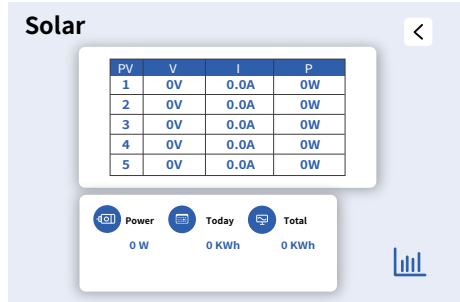 Solar
PV V I P
1 0V 0.0A 0W
2 0V 0.0A 0W
3 0V 0.0A 0W
4 0V 0.0A 0W
5 0V 0.0A 0W
Power Today Total
0 W 0 KWh 0 KWh